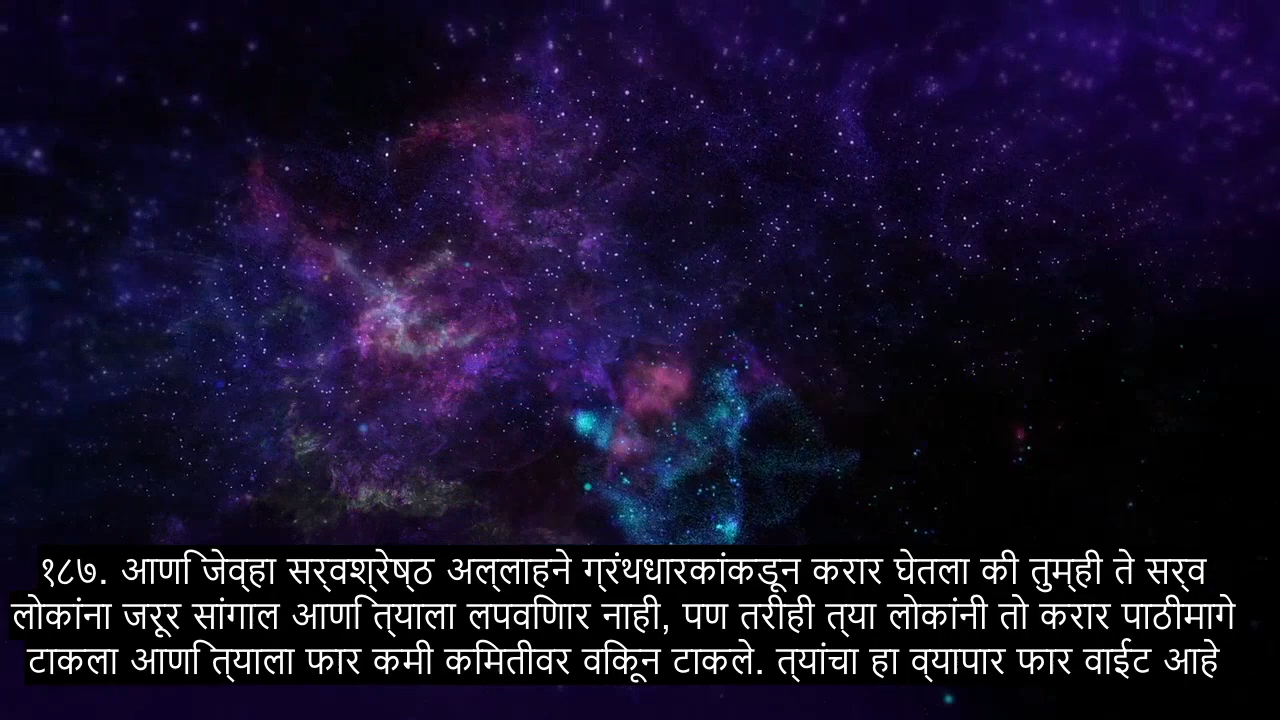 १८७. आणि जेव्हा सर्वश्रेष्ठ अल्लाहने ग्रंथधारकांकडून करार घेतला की तुम्ही ते सर्व
लोकांना जरूर सांगाल आणि त्याला लपविणार नाही, पण तरीही त्या लोकांनी तो करार पाठीमागे
टाकला आणि त्याला फार कमी किमतीवर विकून टाकले. त्यांचा हा व्यापार फार वाईट आहे